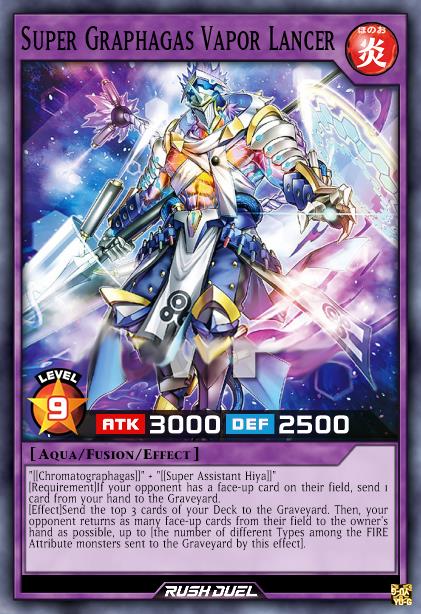 Super Graphagas Vapor Lancer
ほのお
炎
LEVEL
9
ATK 3000 DEF 2500
[ Aqua/Fusion/Effect ]
"[[Chromatographagas]]" + "[[Super Assistant Hiya]]"
[Requirement]If your opponent has a face-up card on their field, send 1
card from your hand to the Graveyard.
[Effect]Send the top 3 cards of your Deck to the Graveyard. Then, your
opponent returns as many face-up cards from their field to the owner's
hand as possible, up to [the number of different Types among the FIRE
Attribute monsters sent to the Graveyard by this effect].
RUSH DUEL